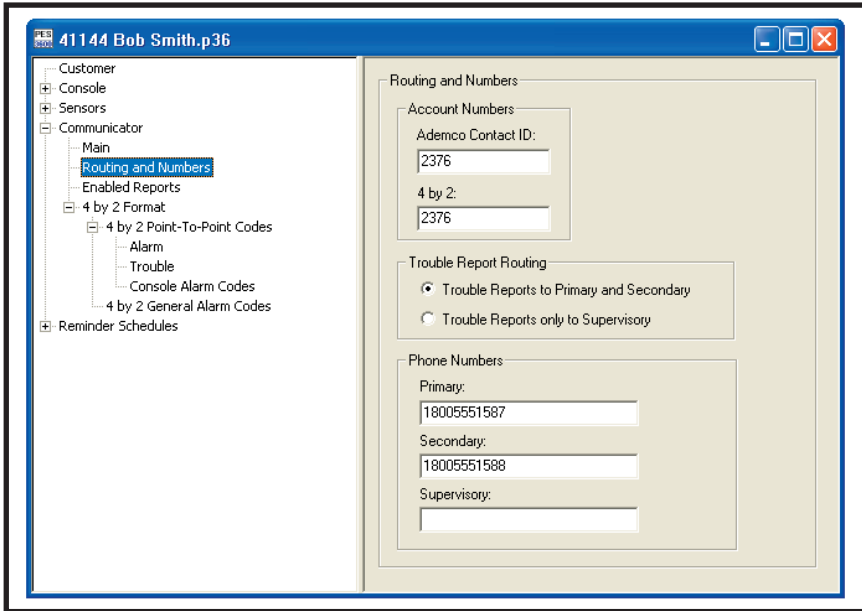 PES
41144 Bob Smith.p36
Customer
Console
Sensors
Communicator
Main
Routing and Numbers
Enabled Reports
4 by 2 Format
4 by 2 Point-To-Point Codes
Alarm
Trouble
Console Alarm Codes
4 by 2 General Alarm Codes
Reminder Schedules
Routing and Numbers
Account Numbers
Ademco Contact ID:
2376
4 by 2:
2376
Trouble Report Routing
Trouble Reports to Primary and Secondary
Trouble Reports only to Supervisory
Phone Numbers
Primary:
18005551587
Secondary:
18005551588
Supervisory: